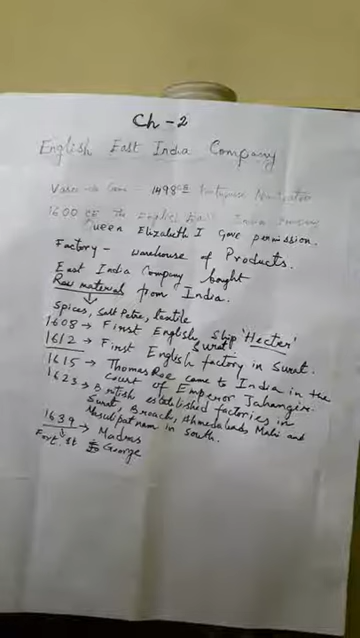 Ch - 2
English East India Company
Vasco da Gama - 1498 CE Portuguese Navigator
1600 CE the English East India Company
Queen Elizabeth I gave permission.
Factory - warehouse of Products.
East India Company bought
Raw material from India.
Spices, Salt Petre, textile
1608 → First English Ship 'Hecter'
Surat
1612 → First English factory in Surat.
1615 → Thomas Roe came to India in the
court of Emperor Jahangir.
1623 → British established factories in
Surat, Broach, Ahmedabad, and
Masulipatnam in South.
1639 → Madras
Fort. St George